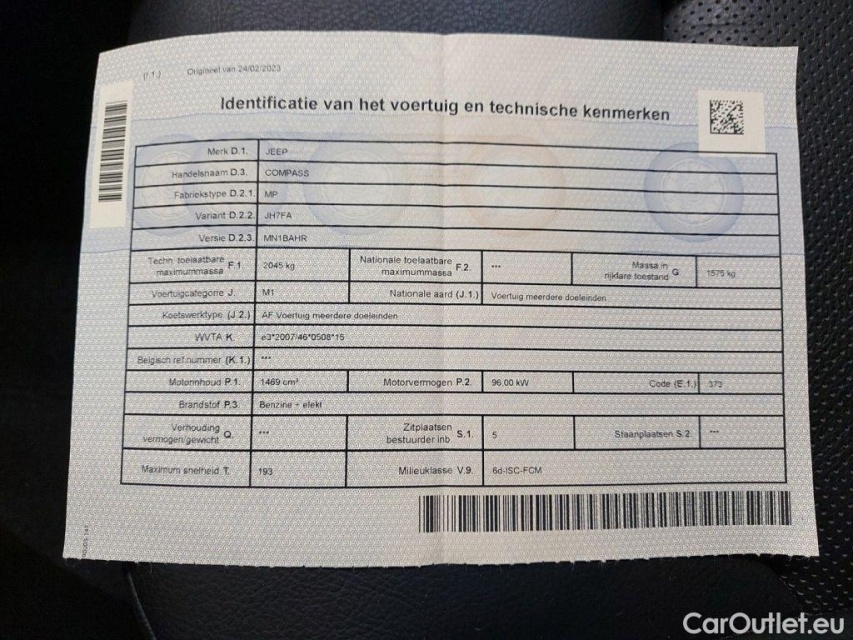 (r.1.) Origineel van 24/02/2023
Identificatie van het voertuig en technische kenmerken
Merk D.1. JEEP
Handelsnaam D.3. COMPASS
Fabriekstype D.2.1. MP
Variant D.2.2. JH7FA
Versie D.2.3. MN1BAHR
Techn. toelaatbare maximummassa F.1. 2045 kg Nationale toelaatbare maximummassa F.2. *** Massa in rijklare toestand G 1575 kg
Voertuigcategorie J. M1 Nationale aard (J.1.) Voertuig meerdere doeleinden
Koetswerktype (J.2.) AF Voertuig meerdere doeleinden
WVTA K. e3*2007/46*0508*15
Belgisch ref.nummer (K.1.) ***
Motorinhoud P.1. 1469 cm³ Motorvermogen P.2. 96.00 kW Code (E.1.) 373
Brandstof P.3. Benzine + elekt
Verhouding vermogen/gewicht Q. *** Zitplaatsen bestuurder inb S.1. 5 Staanplaatsen S.2. ***
Maximum snelheid T. 193 Milieuklasse V.9. 6d-ISC-FCM
CarOutlet.eu